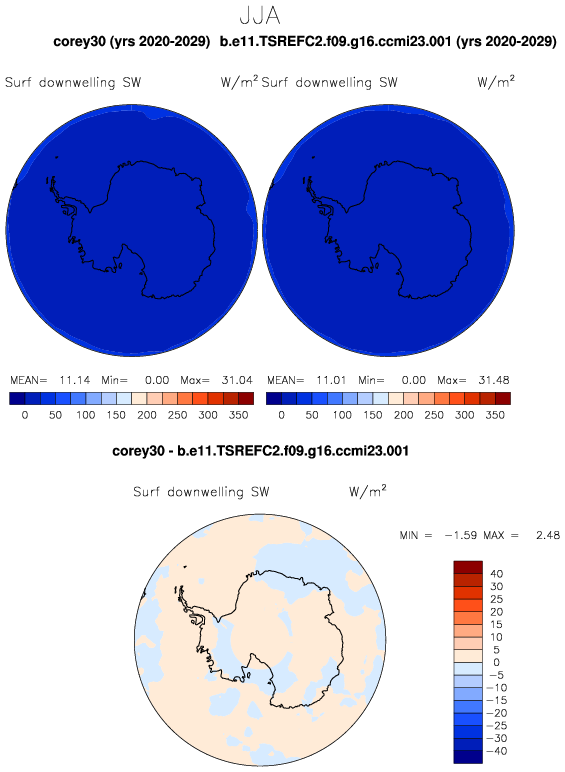 JJA
corey30 (yrs 2020-2029) b.e11.TSREFC2.f09.g16.ccmi23.001 (yrs 2020-2029)
Surf downwelling SW W/m² Surf downwelling SW W/m²
MEAN= 11.14 Min= 0.00 Max= 31.04 MEAN= 11.01 Min= 0.00 Max= 31.48
0 50 100 150 200 250 300 350 0 50 100 150 200 250 300 350
corey30 - b.e11.TSREFC2.f09.g16.ccmi23.001
Surf downwelling SW W/m²
MIN = -1.59 MAX = 2.48
40
30
25
20
15
10
5
0
-5
-10
-15
-20
-25
-30
-40